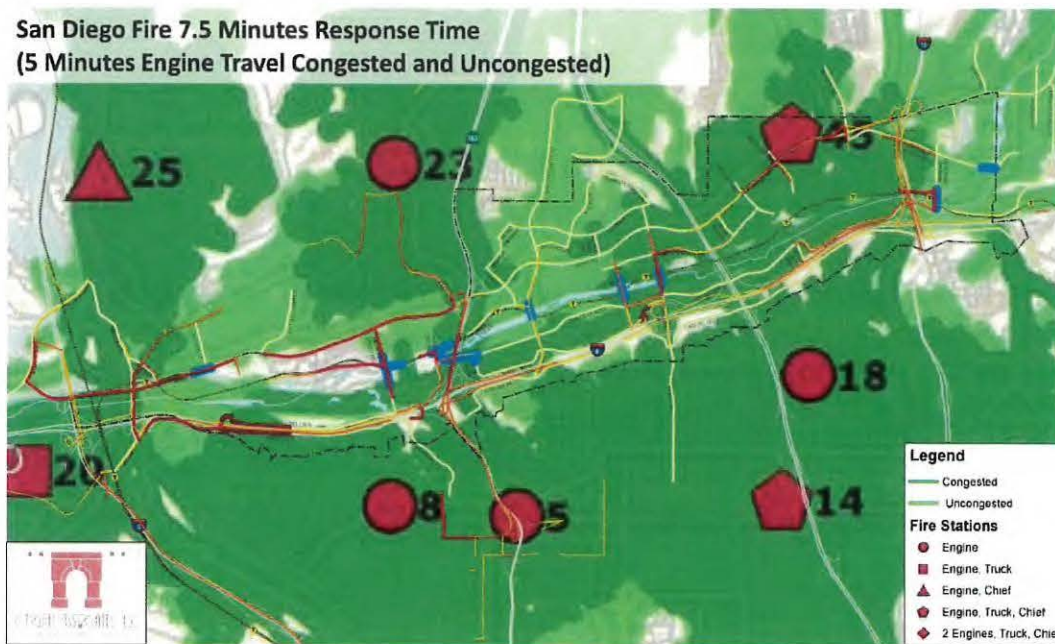 San Diego Fire 7.5 Minutes Response Time
(5 Minutes Engine Travel Congested and Uncongested)
25
23
45
18
20
8
5
14
Legend
Congested
Uncongested
Fire Stations
Engine
Engine, Truck
Engine, Chief
Engine, Truck, Chief
2 Engines, Truck, Chie